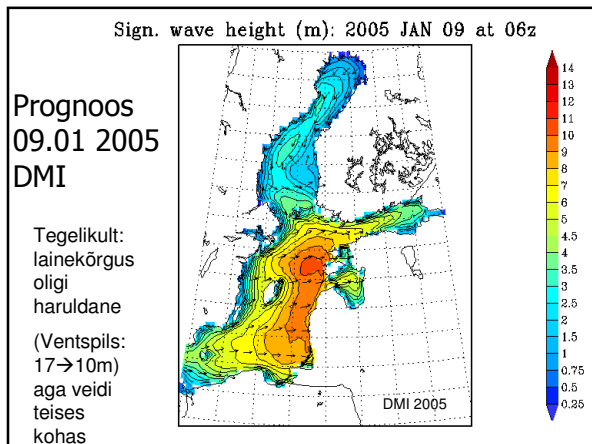 Sign. wave height (m): 2005 JAN 09 at 06z
Prognoos
09.01 2005
DMI
Tegelikult:
lainekõrgus
oligi
haruldane
(Ventspils:
17→10m)
aga veidi
teises
kohas
DMI 2005
14
13
12
11
10
9
8
7
6
5
4.5
4
3.5
3
2.5
2
1.5
1
0.75
0.5
0.25